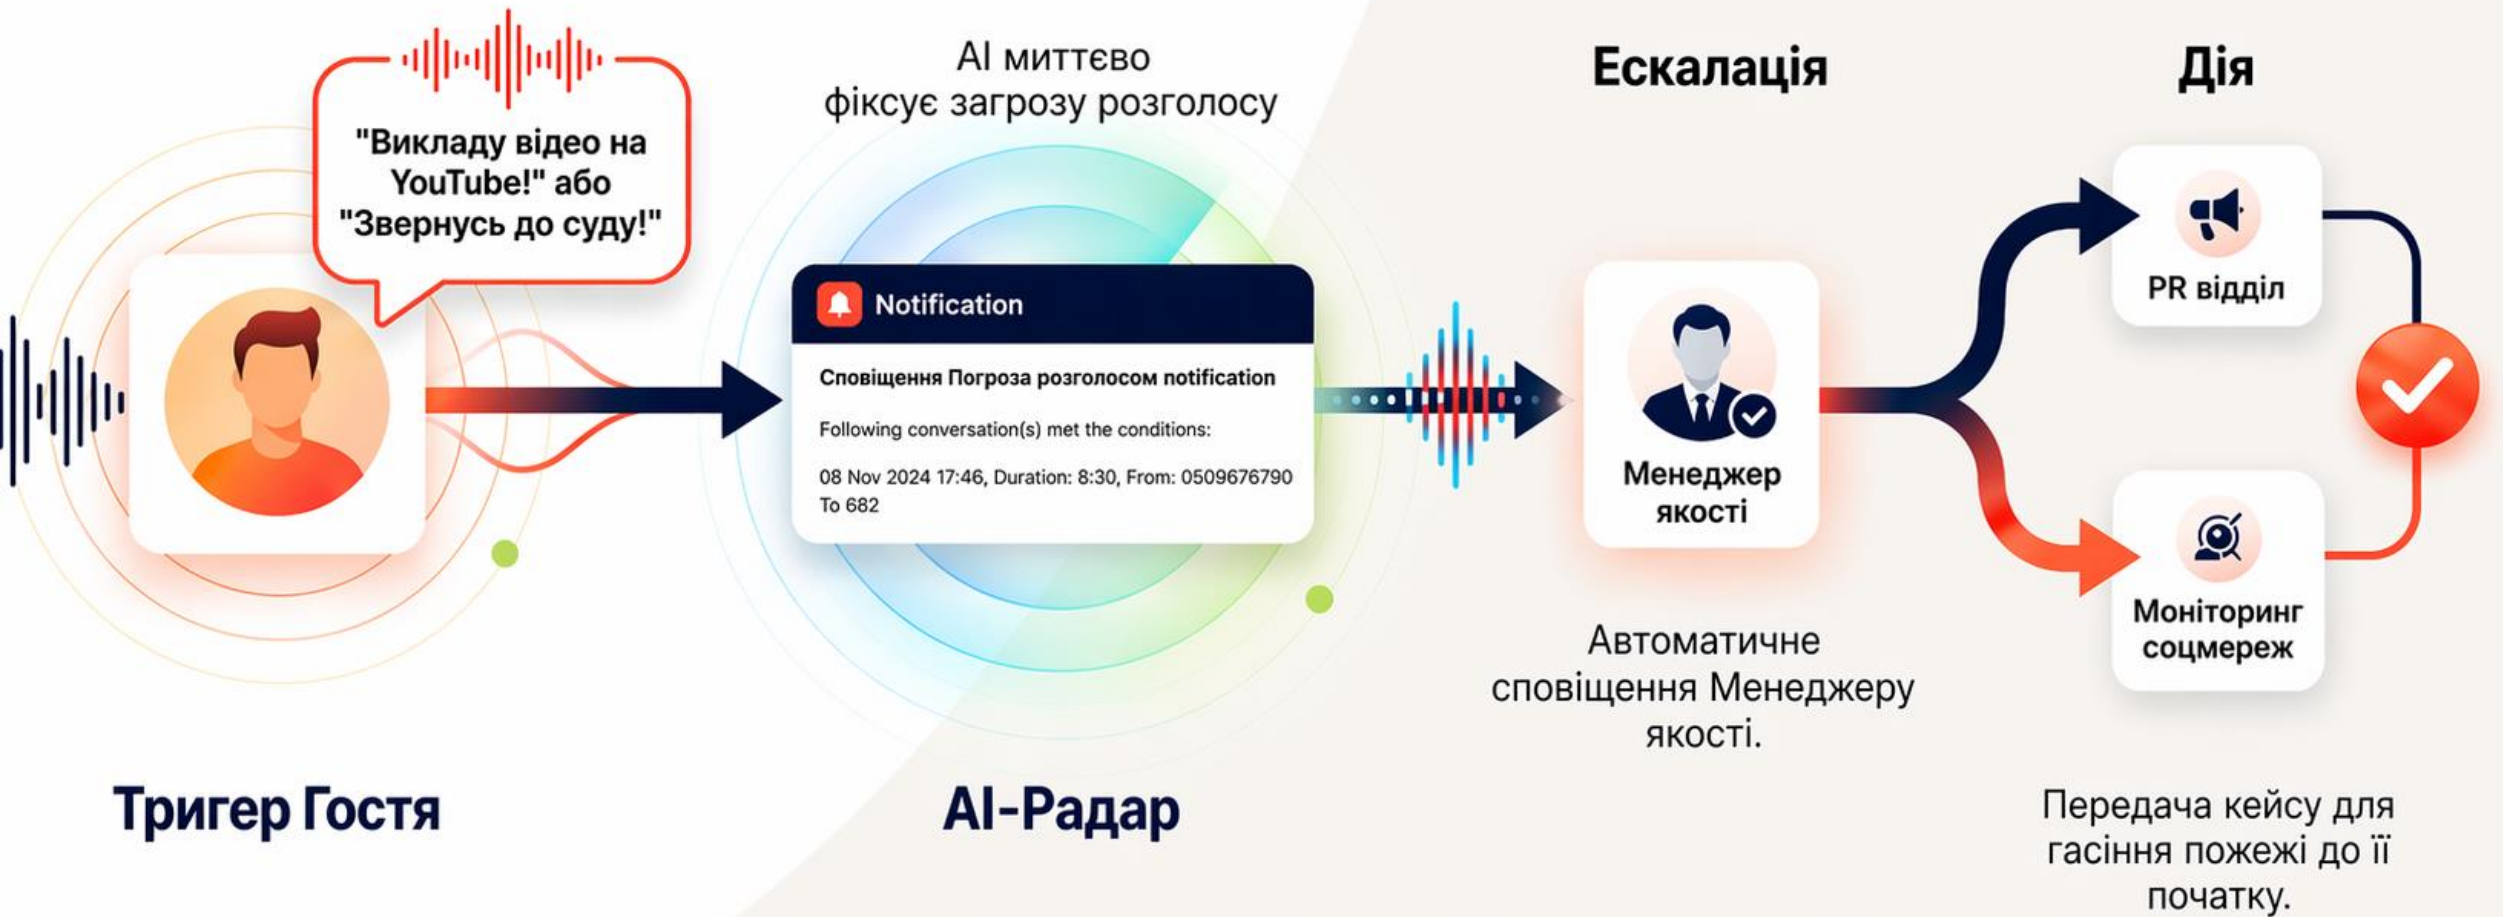 "Викладу відео на
YouTube!" або
"Звернусь до суду!"
Тригер Гостя
AI миттєво
фіксує загрозу розголосу
Notification
Сповіщення Погроза розголосом notification
Following conversation(s) met the conditions:
08 Nov 2024 17:46, Duration: 8:30, From: 0509676790
To 682
AI-Радар
Ескалація
Менеджер
якості
Автоматичне
сповіщення Менеджеру
якості.
Дія
PR відділ
Моніторинг
соцмереж
Передача кейсу для
гасіння пожежі до її
початку.